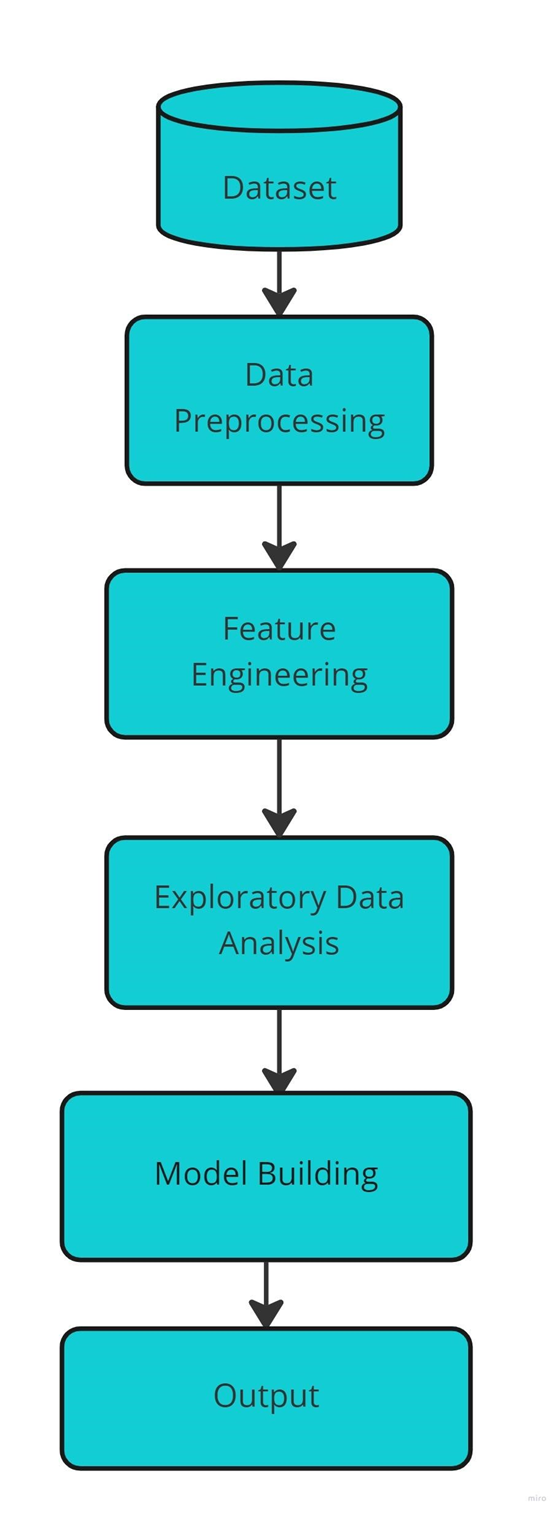 Dataset
Data
Preprocessing
Feature
Engineering
Exploratory Data
Analysis
Model Building
Output
miro